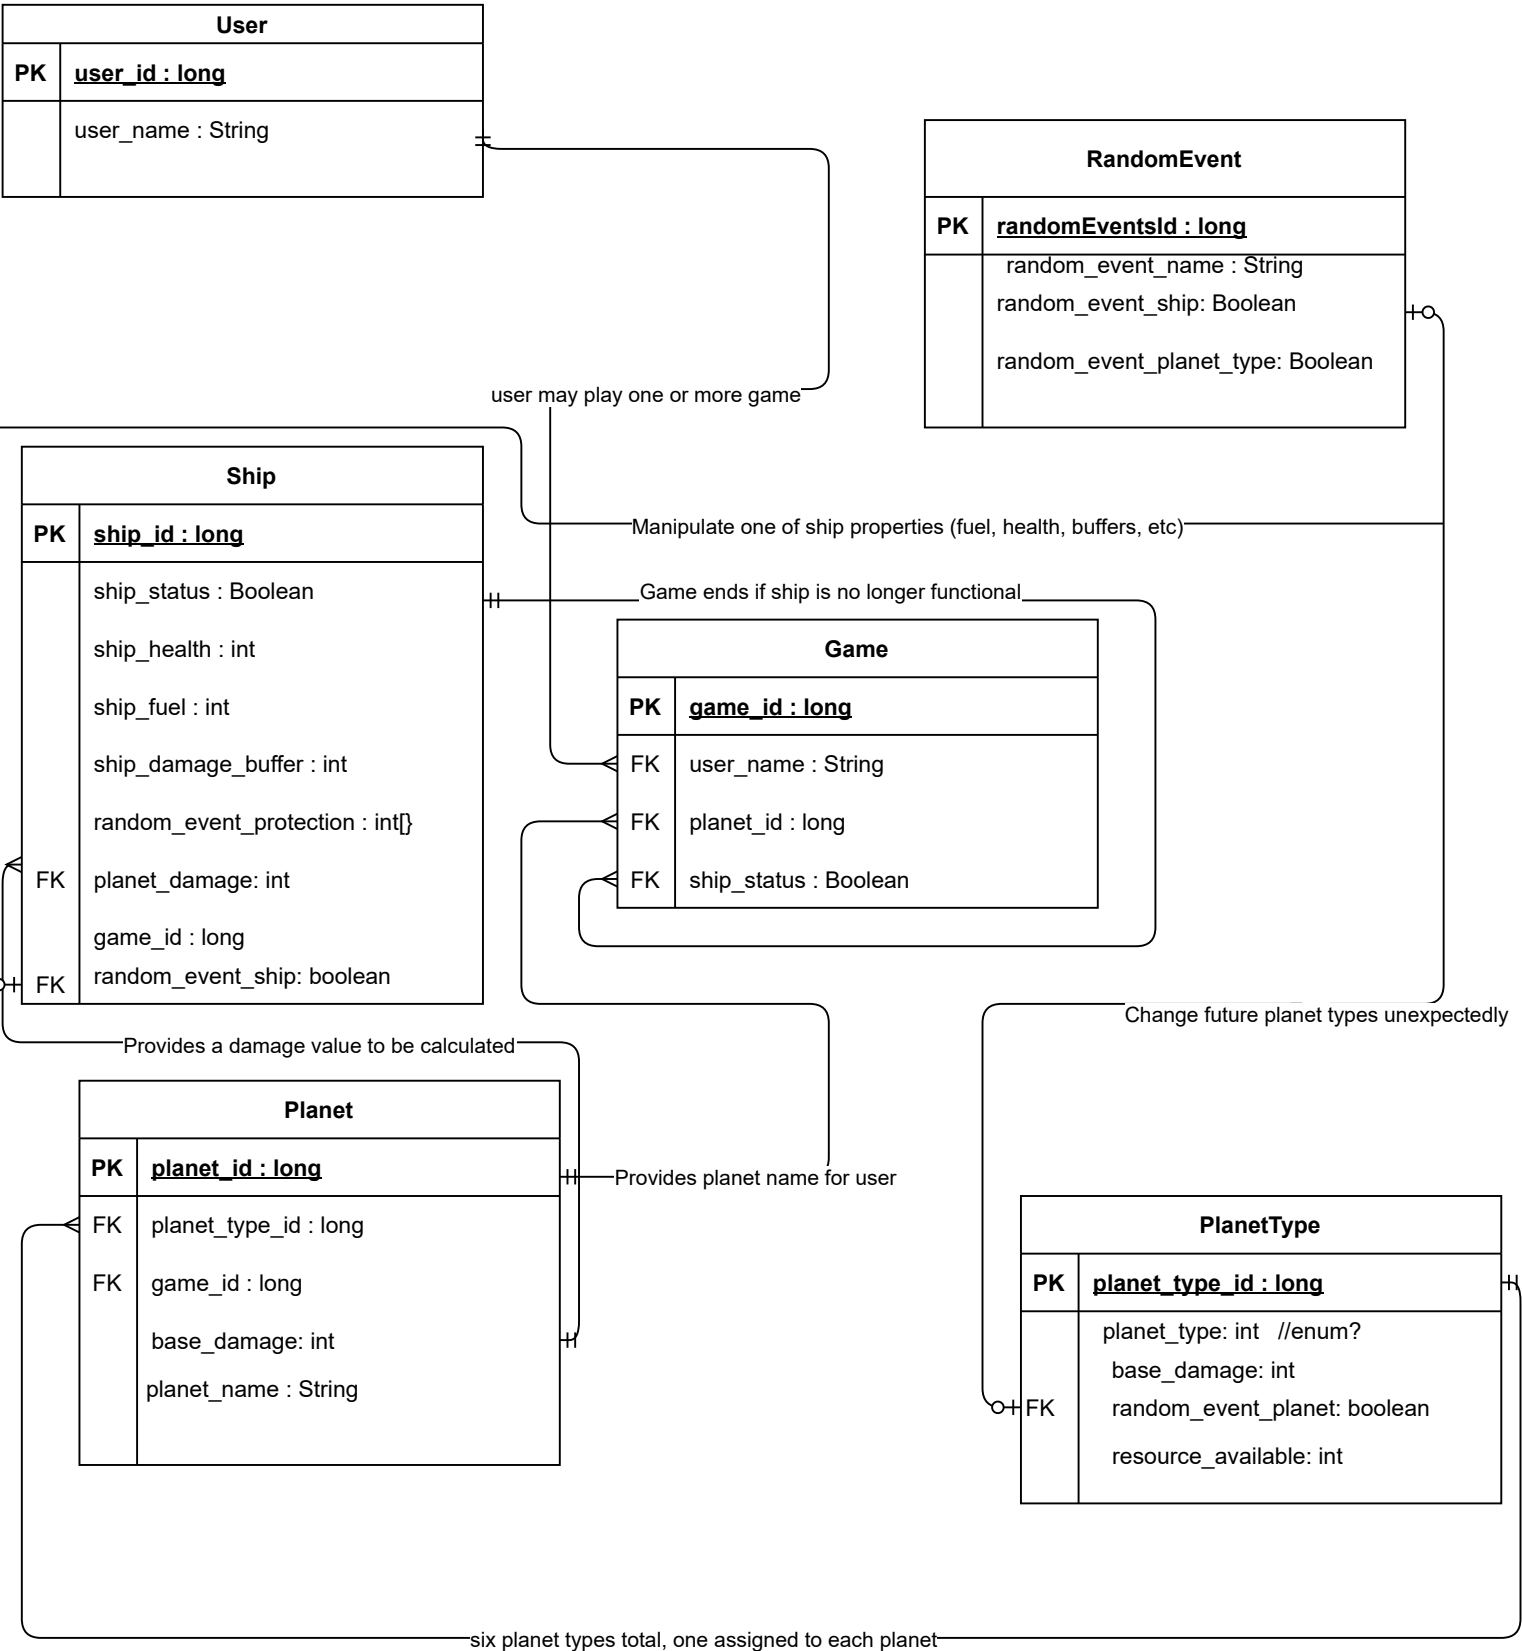 User
PK user_id : long
user_name : String
RandomEvent
PK randomEventsId : long
random_event_name : String
random_event_ship: Boolean
random_event_planet_type: Boolean
user may play one or more game
Ship
PK ship_id : long
ship_status : Boolean
ship_health : int
ship_fuel : int
ship_damage_buffer : int
random_event_protection : int[}
FK planet_damage: int
game_id : long
FK random_event_ship: boolean
Manipulate one of ship properties (fuel, health, buffers, etc)
Game ends if ship is no longer functional
Game
PK game_id : long
FK user_name : String
FK planet_id : long
FK ship_status : Boolean
Change future planet types unexpectedly
Provides a damage value to be calculated
Planet
PK planet_id : long
FK planet_type_id : long
FK game_id : long
base_damage: int
planet_name : String
Provides planet name for user
PlanetType
PK planet_type_id : long
planet_type: int //enum?
base_damage: int
FK random_event_planet: boolean
resource_available: int
six planet types total, one assigned to each planet